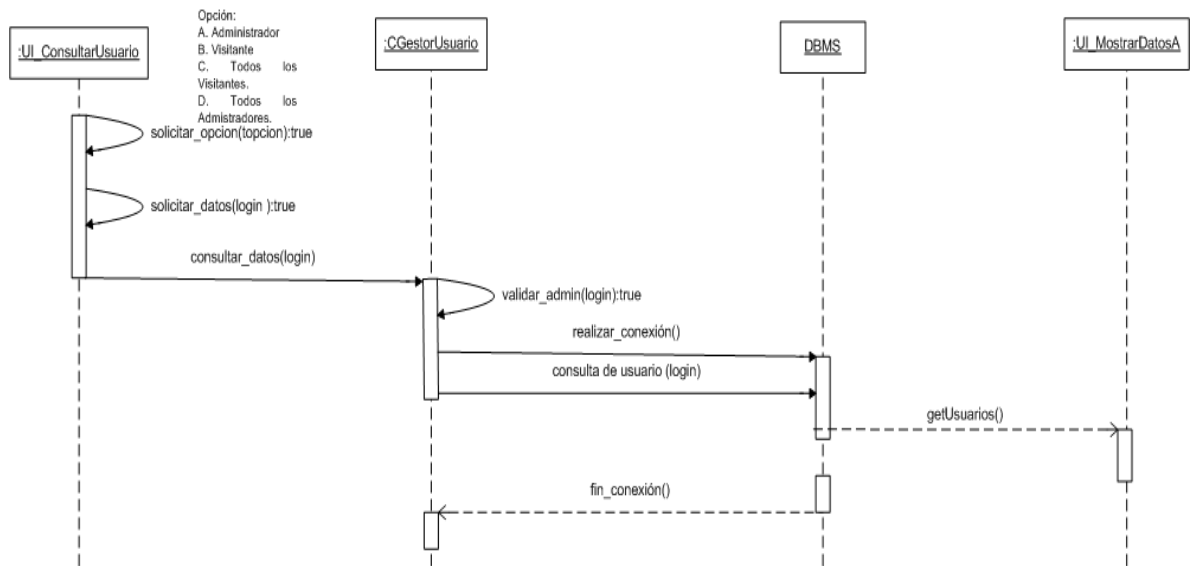 Opción:
A. Administrador
B. Visitante
C. Todos los
Visitantes.
D. Todos los
Admistradores.
:UI_ConsultarUsuario
:CGestorUsuario
DBMS
:UI_MostrarDatosA
solicitar_opcion(topcion):true
solicitar_datos(login ):true
consultar_datos(login)
validar_admin(login):true
realizar_conexión()
consulta de usuario (login)
getUsuarios()
fin_conexión()